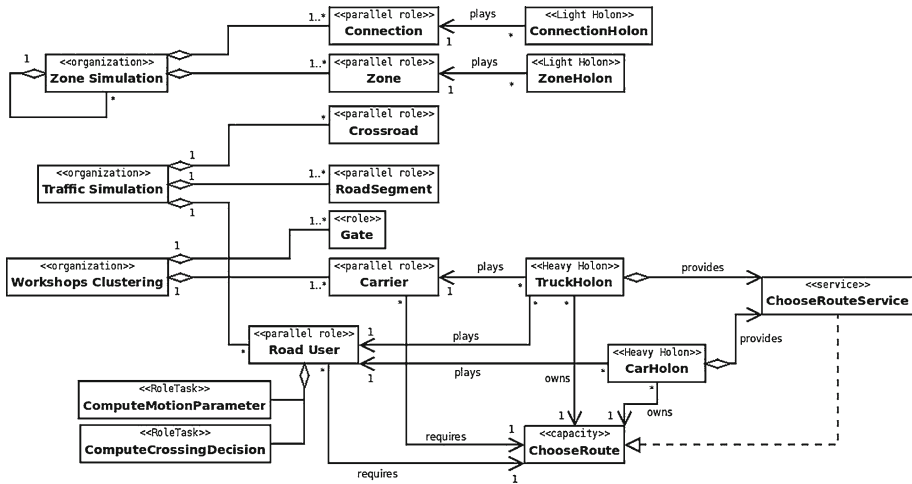 <<parallel role>>
Connection
1..*
plays
1
*
<<Light Holon>>
ConnectionHolon
1
<<organization>>
Zone Simulation
*
1..*
<<parallel role>>
Zone
plays
1
*
<<Light Holon>>
ZoneHolon
<<parallel role>>
Crossroad
*
1
<<organization>>
Traffic Simulation
1
1
1..*
<<parallel role>>
RoadSegment
1..*
<<role>>
Gate
1
<<organization>>
Workshops Clustering
1
1..*
<<parallel role>>
Carrier
*
plays
1
*
<<Heavy Holon>>
TruckHolon
*
*
provides
<<service>>
ChooseRouteService
provides
<<parallel role>>
Road User
*
*
1
plays
1
plays
*
<<Heavy Holon>>
CarHolon
*
owns
owns
<<RoleTask>>
ComputeMotionParameter
<<RoleTask>>
ComputeCrossingDecision
1
1
<<capacity>>
ChooseRoute
requires
1
requires
1